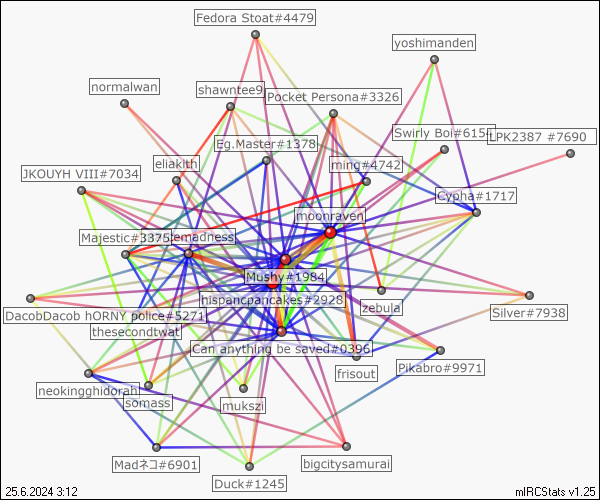 Fedora Stoat#4479
yoshimanden
normalwan
shawntee9
Pocket Persona#3326
Swirly Boi#6150
LPK2387 #7690
Eg.Master#1378
eliaklth
ming#4742
JKOUYH VIII#7034
Cypha#1717
moonraven
Majestic#3375
temadness
Mushy#1984
hispancpancakes#2928
zebula
Silver#7938
DacobDacob hORNY police#5271
thesecondtwat
Can anything be saved#0396
frisout
Pikabro#9971
neokingghidorah
somass
mukszi
Madネコ#6901
bigcitysamurai
Duck#1245
25.6.2024 3:12
mIRCStats v1.25